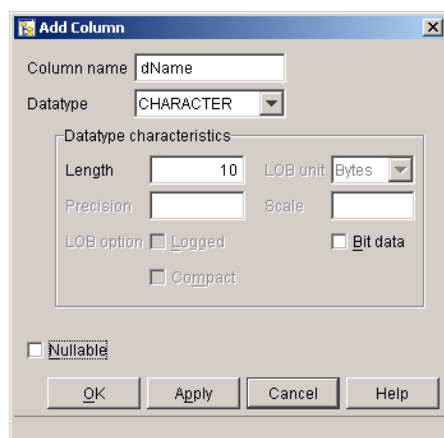 Add Column
Column name dName
Datatype CHARACTER
Datatype characteristics
Length 10 LOB unit Bytes
Precision Scale
LOB option Logged Bit data
Compact
Nullable
OK Apply Cancel Help